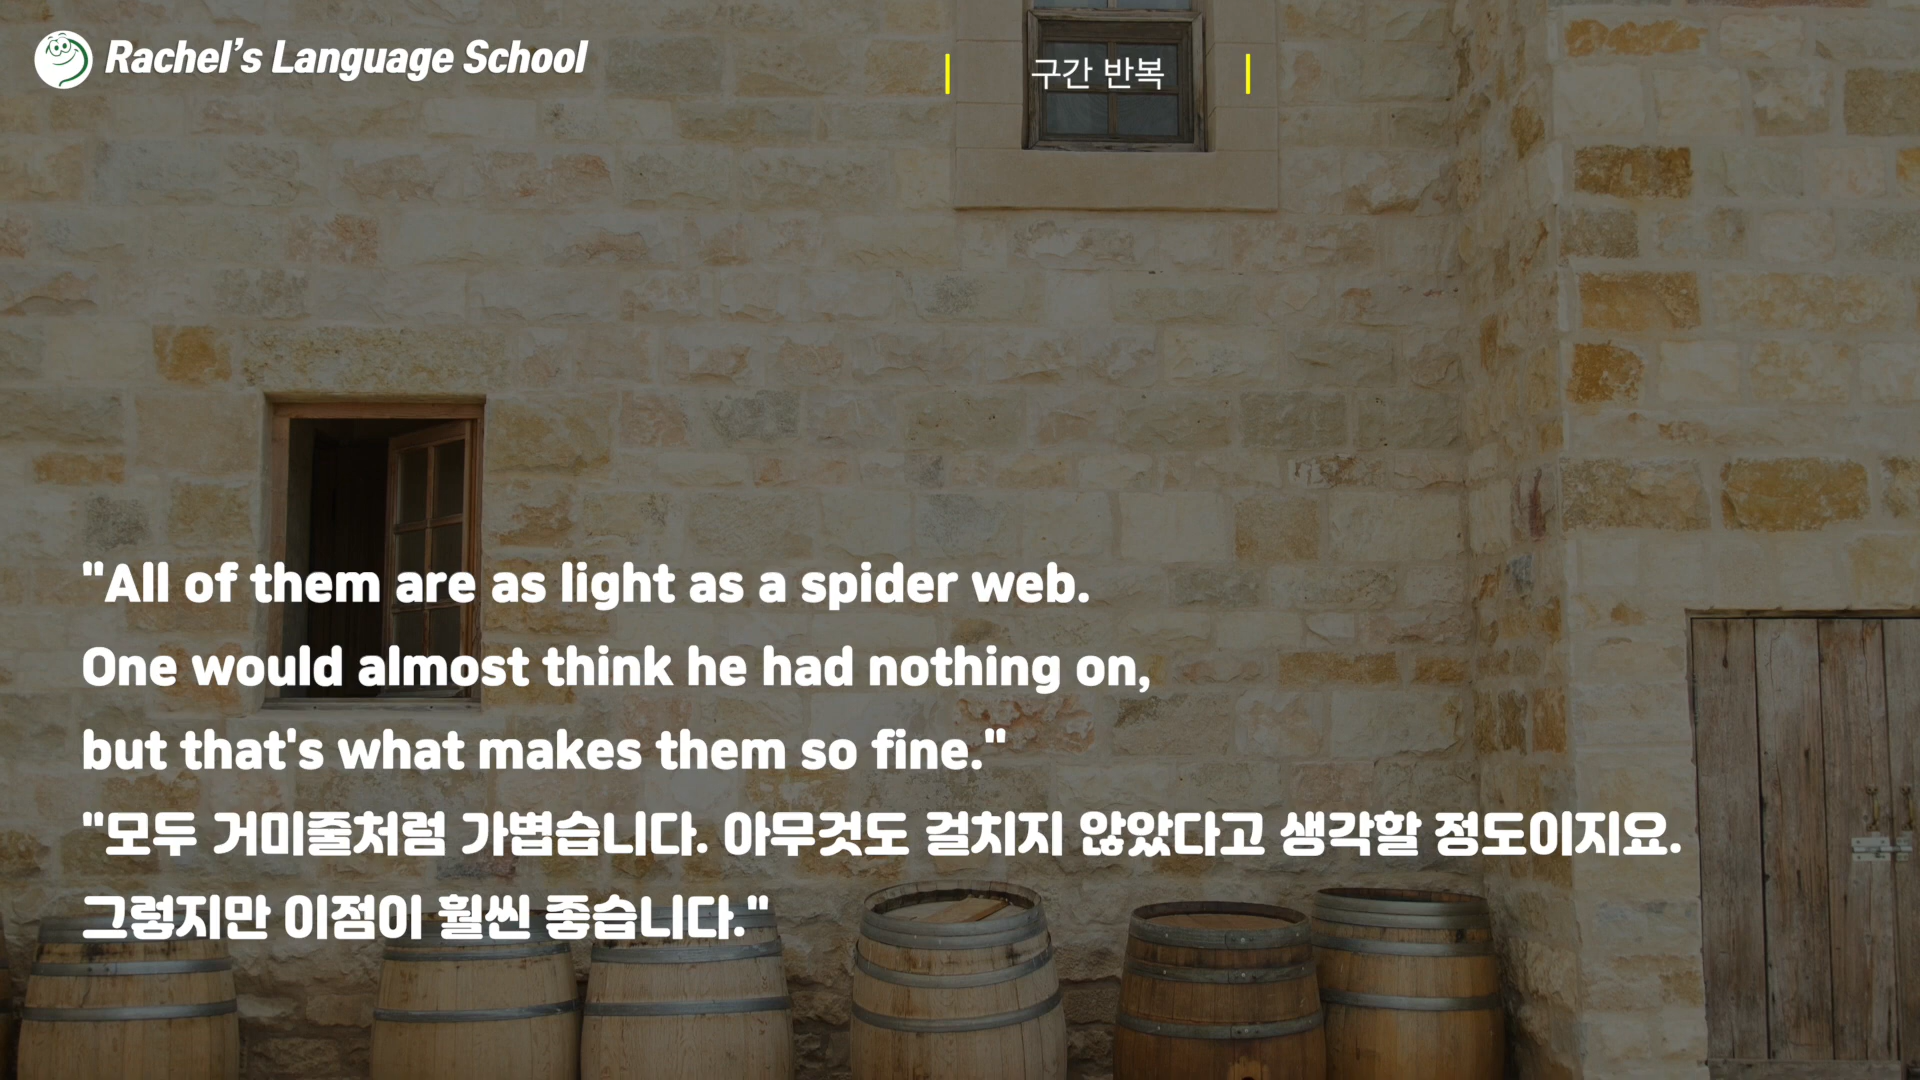 Rachel's Language School
구간 반복
"All of them are as light as a spider web.
One would almost think he had nothing on,
but that's what makes them so fine."
"모두 거미줄처럼 가볍습니다. 아무것도 걸치지 않았다고 생각할 정도이지요.
그렇지만 이점이 훨씬 좋습니다."